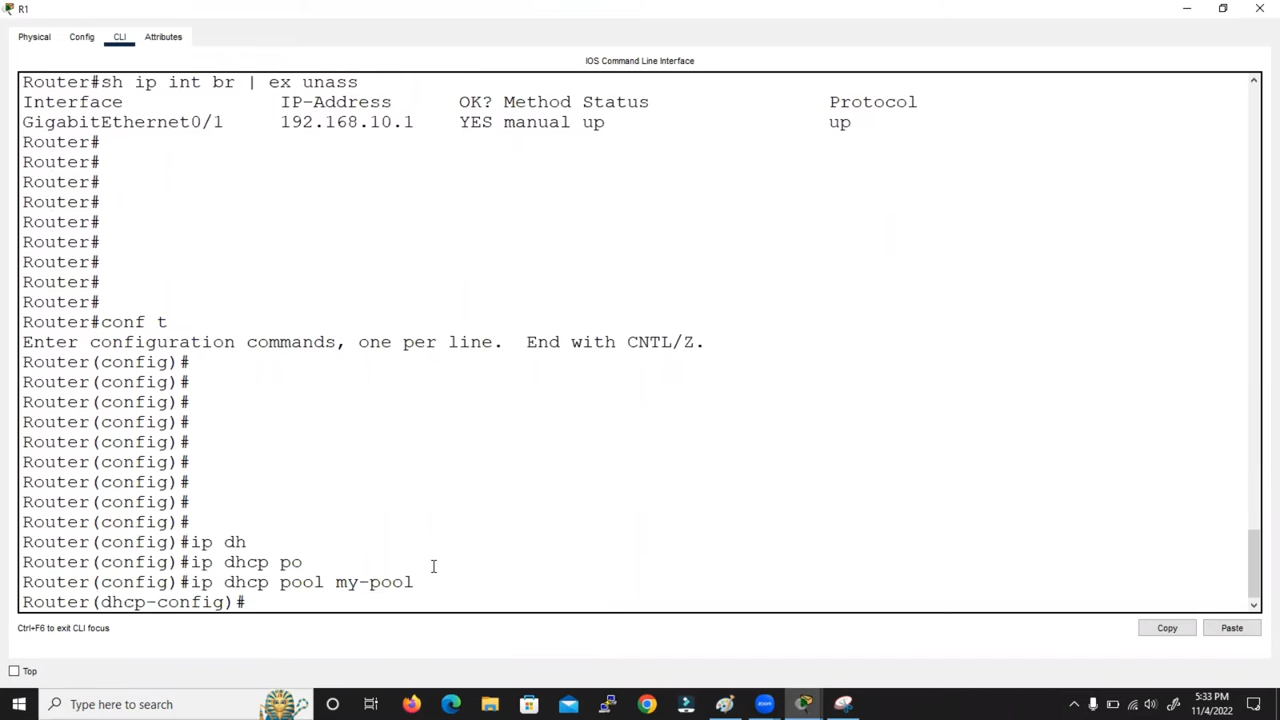 R1
Physical Config CLI Attributes
IOS Command Line Interface
Router#sh ip int br | ex unass
Interface IP-Address OK? Method Status Protocol
GigabitEthernet0/1 192.168.10.1 YES manual up up
Router#
Router#
Router#
Router#
Router#
Router#
Router#
Router#
Router#
Router#conf t
Enter configuration commands, one per line. End with CNTL/Z.
Router(config)#
Router(config)#
Router(config)#
Router(config)#
Router(config)#
Router(config)#
Router(config)#
Router(config)#
Router(config)#
Router(config)#ip dh
Router(config)#ip dhcp po
Router(config)#ip dhcp pool my-pool
Router(dhcp-config)#
Ctrl+F6 to exit CLI focus Copy Paste
Top
Type here to search
5:33 PM
11/4/2022